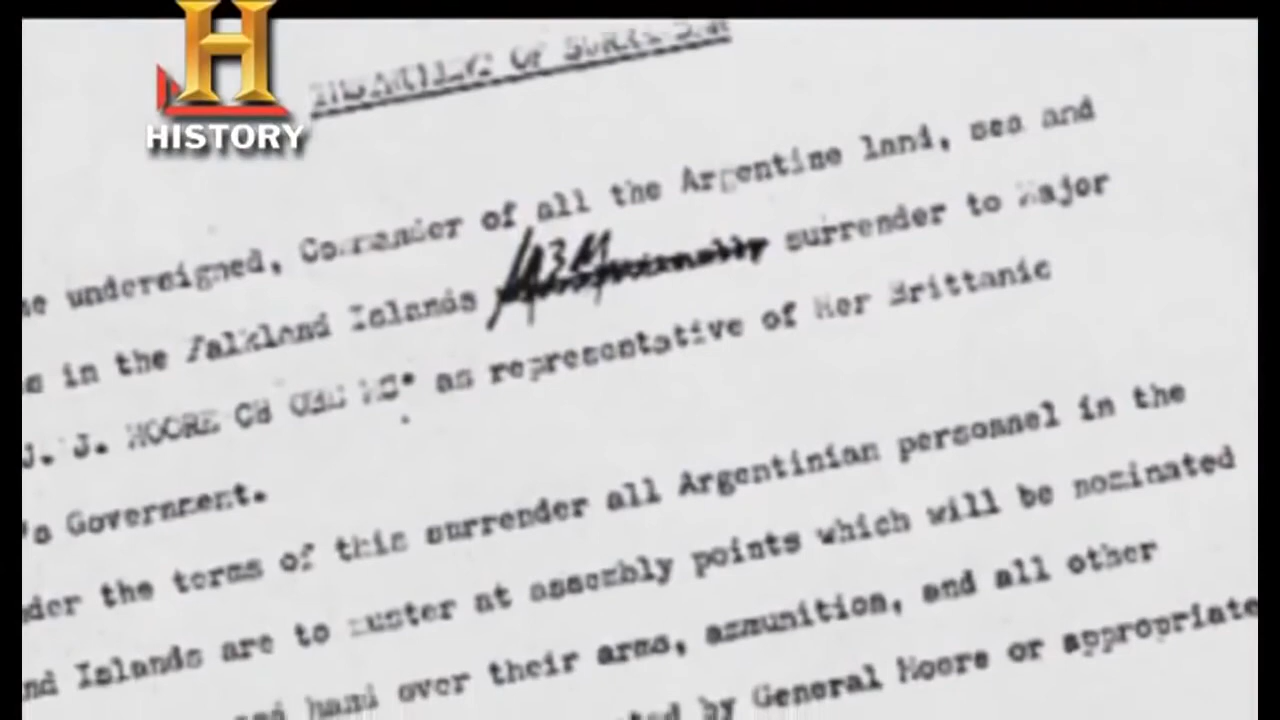 H
HISTORY
OF
undersigned, Commander of all the Argentine land, sea and
in the Falkland Islands surrender to Major
J. J. MOORE CB OBE MC* as representative of Her Brittanic
's Government.
the terms of this surrender all Argentinian personnel in the
Islands are to muster at assembly points which will be nominated
hand over their arms, ammunition, and all other
by General Moore or appropriate